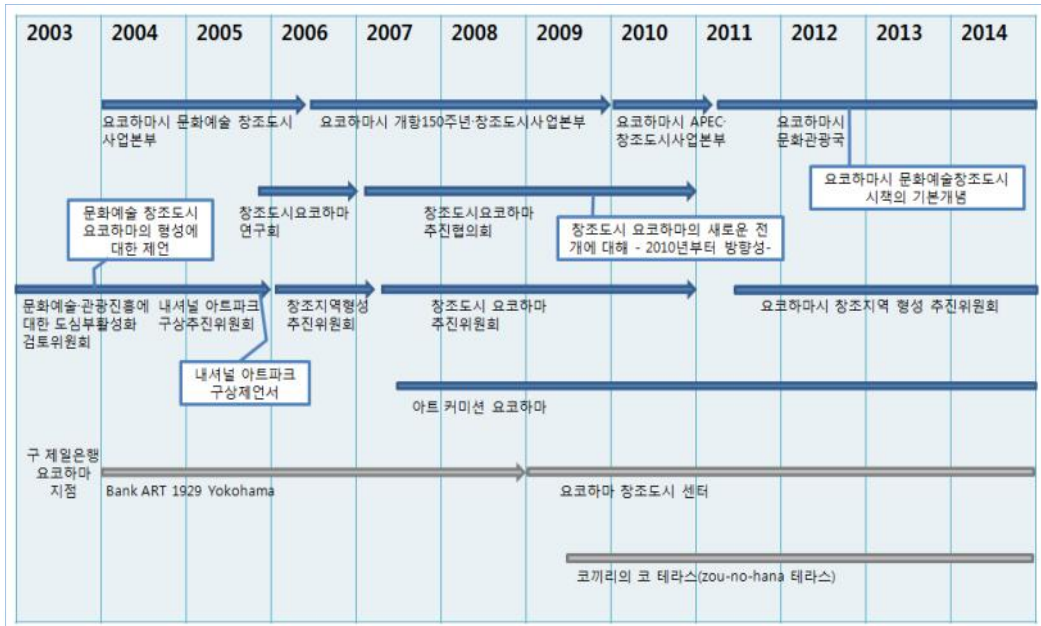 2003 2004 2005 2006 2007 2008 2009 2010 2011 2012 2013 2014
요코하마시 문화예술 창조도시
사업본부
요코하마시 개항150주년·창조도시사업본부
요코하마시 APEC·
창조도시사업본부
요코하마시
문화관광국
요코하마시 문화예술창조도시
시책의 기본개념
문화예술 창조도시
요코하마의 형성에
대한 제언
창조도시요코하마
연구회
창조도시요코하마
추진협의회
창조도시 요코하마의 새로운 전
개에 대해 - 2010년부터 방향성-
문화예술·관광진흥에
대한 도심부활성화
검토위원회
내셔널 아트파크
구상추진위원회
창조지역형성
추진위원회
창조도시 요코하마
추진위원회
요코하마시 창조지역 형성 추진위원회
내셔널 아트파크
구상제언서
아트 커미션 요코하마
구 제일은행
요코하마
지점
Bank ART 1929 Yokohama
요코하마 창조도시 센터
코끼리의 코 테라스(zou-no-hana 테라스)